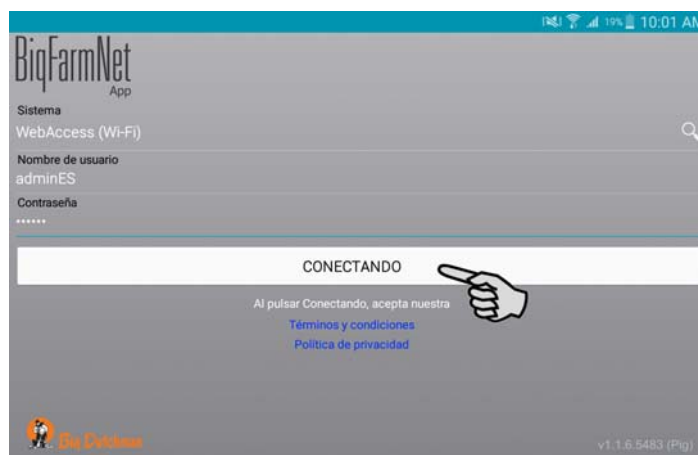 19% 10:01 AM
BigFarmNet
App
Sistema
WebAccess (Wi-Fi)
Nombre de usuario
adminES
Contraseña
••••••
CONECTANDO
Al pulsar Conectando, acepta nuestra
Términos y condiciones
Política de privacidad
Big Dutchman
v1.1.6.5483 (Pig)